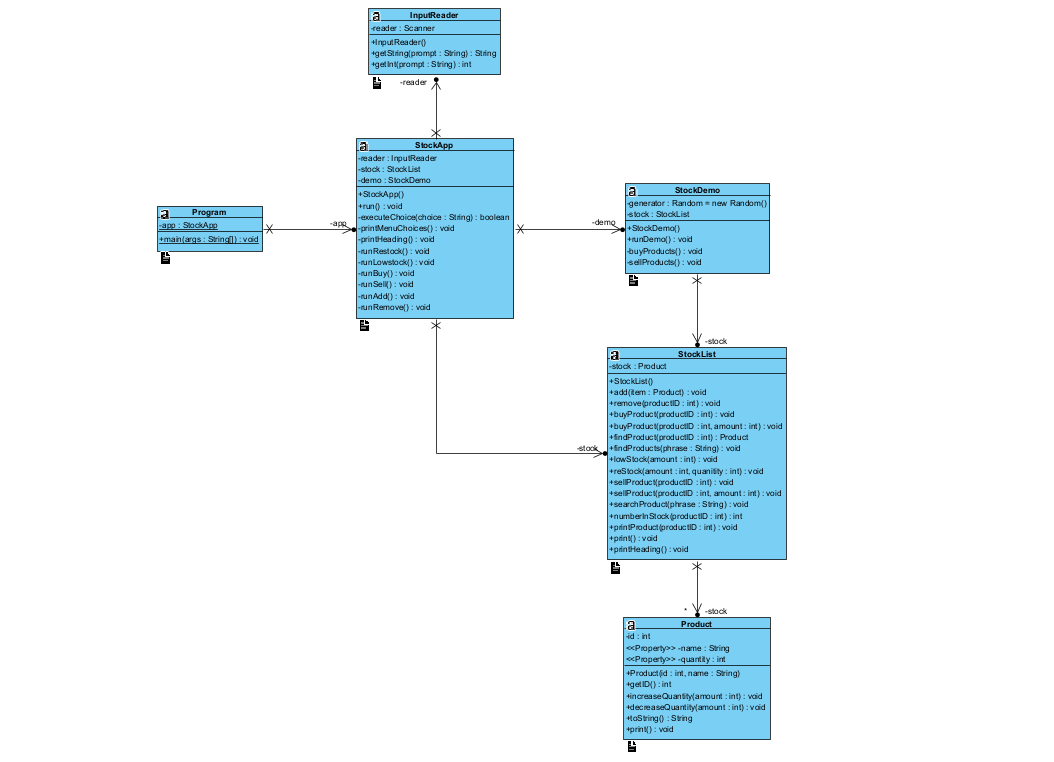 InputReader
-reader : Scanner
+InputReader()
+getString(prompt : String) : String
+getInt(prompt : String) : int
-reader
StockApp
-reader : InputReader
-stock : StockList
-demo : StockDemo
+StockApp()
+run() : void
-executeChoice(choice : String) : boolean
-printMenuChoices() : void
-printHeading() : void
-runRestock() : void
-runLowstock() : void
-runBuy() : void
-runSell() : void
-runAdd() : void
-runRemove() : void
Program
-app : StockApp
+main(args : String[]) : void
-app
-demo
StockDemo
-generator : Random = new Random()
-stock : StockList
+StockDemo()
+runDemo() : void
-buyProducts() : void
-sellProducts() : void
-stock
-stock
StockList
-stock : Product
+StockList()
+add(item : Product) : void
+remove(productID : int) : void
+buyProduct(productID : int) : void
+buyProduct(productID : int, amount : int) : void
+findProduct(productID : int) : Product
+findProducts(phrase : String) : void
+lowStock(amount : int) : void
+reStock(amount : int, quanitity : int) : void
+sellProduct(productID : int) : void
+sellProduct(productID : int, amount : int) : void
+searchProduct(phrase : String) : void
+numberInStock(productID : int) : int
+printProduct(productID : int) : void
+print() : void
+printHeading() : void
* -stock
Product
-id : int
<<Property>> -name : String
<<Property>> -quantity : int
+Product(id : int, name : String)
+getID() : int
+increaseQuantity(amount : int) : void
+decreaseQuantity(amount : int) : void
+toString() : String
+print() : void